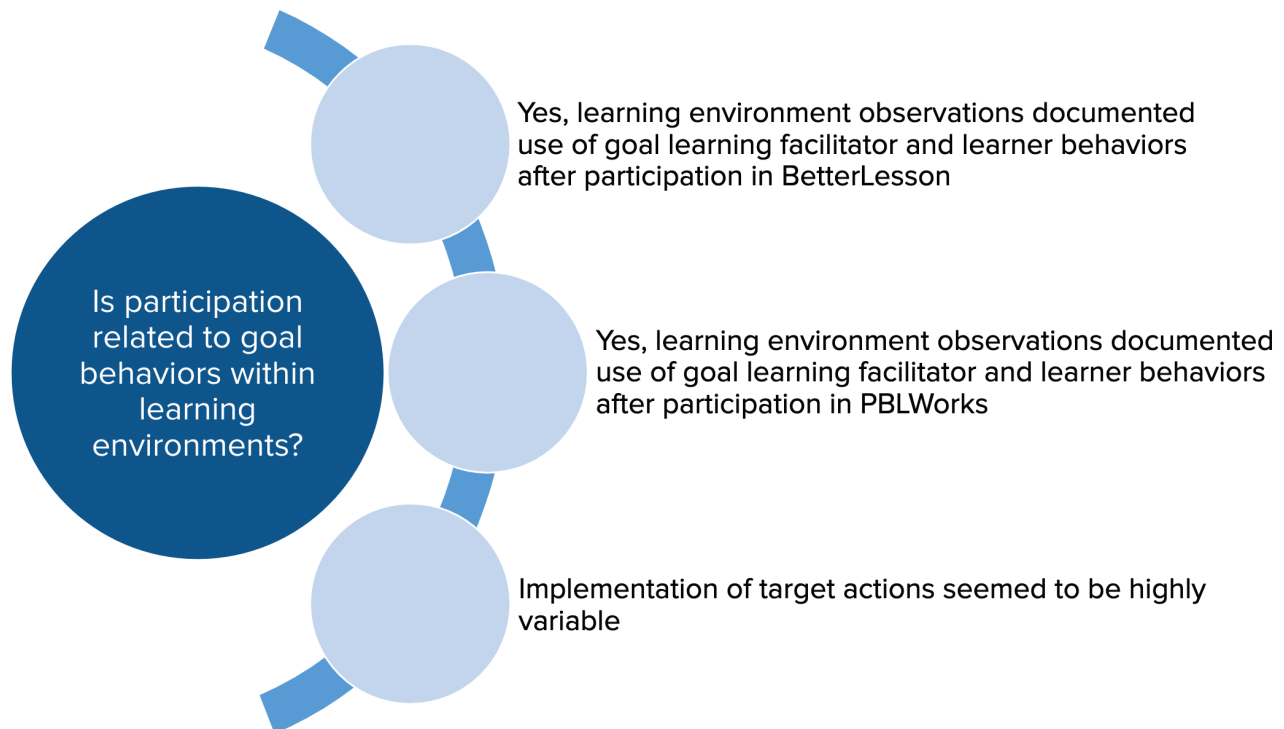 Is participation
related to goal
behaviors within
learning
environments?
Yes, learning environment observations documented
use of goal learning facilitator and learner behaviors
after participation in BetterLesson
Yes, learning environment observations documented
use of goal learning facilitator and learner behaviors
after participation in PBLWorks
Implementation of target actions seemed to be highly
variable